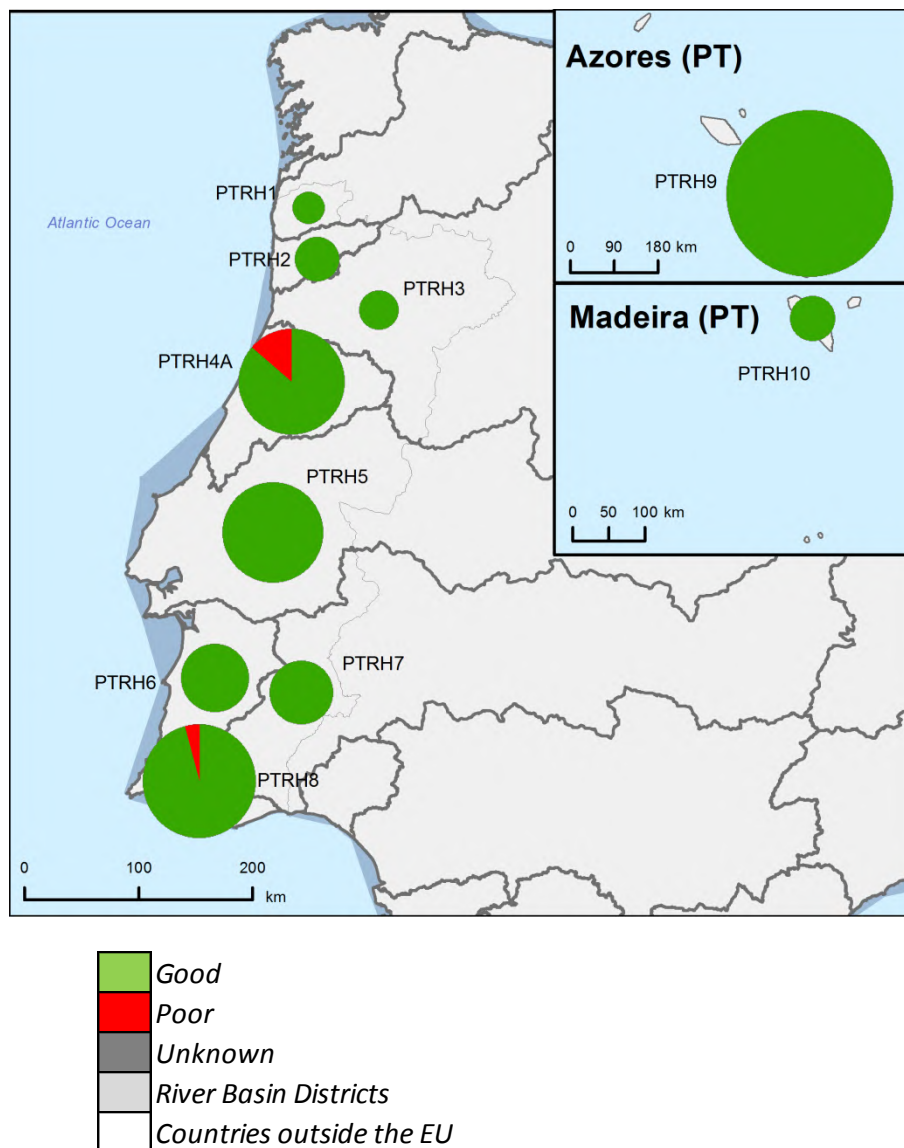 Azores (PT)
PTRH9
0 90 180 km
Madeira (PT)
PTRH10
0 50 100 km
Atlantic Ocean
PTRH1
PTRH2
PTRH3
PTRH4A
PTRH5
PTRH6
PTRH7
PTRH8
0 100 200
km
Good
Poor
Unknown
River Basin Districts
Countries outside the EU